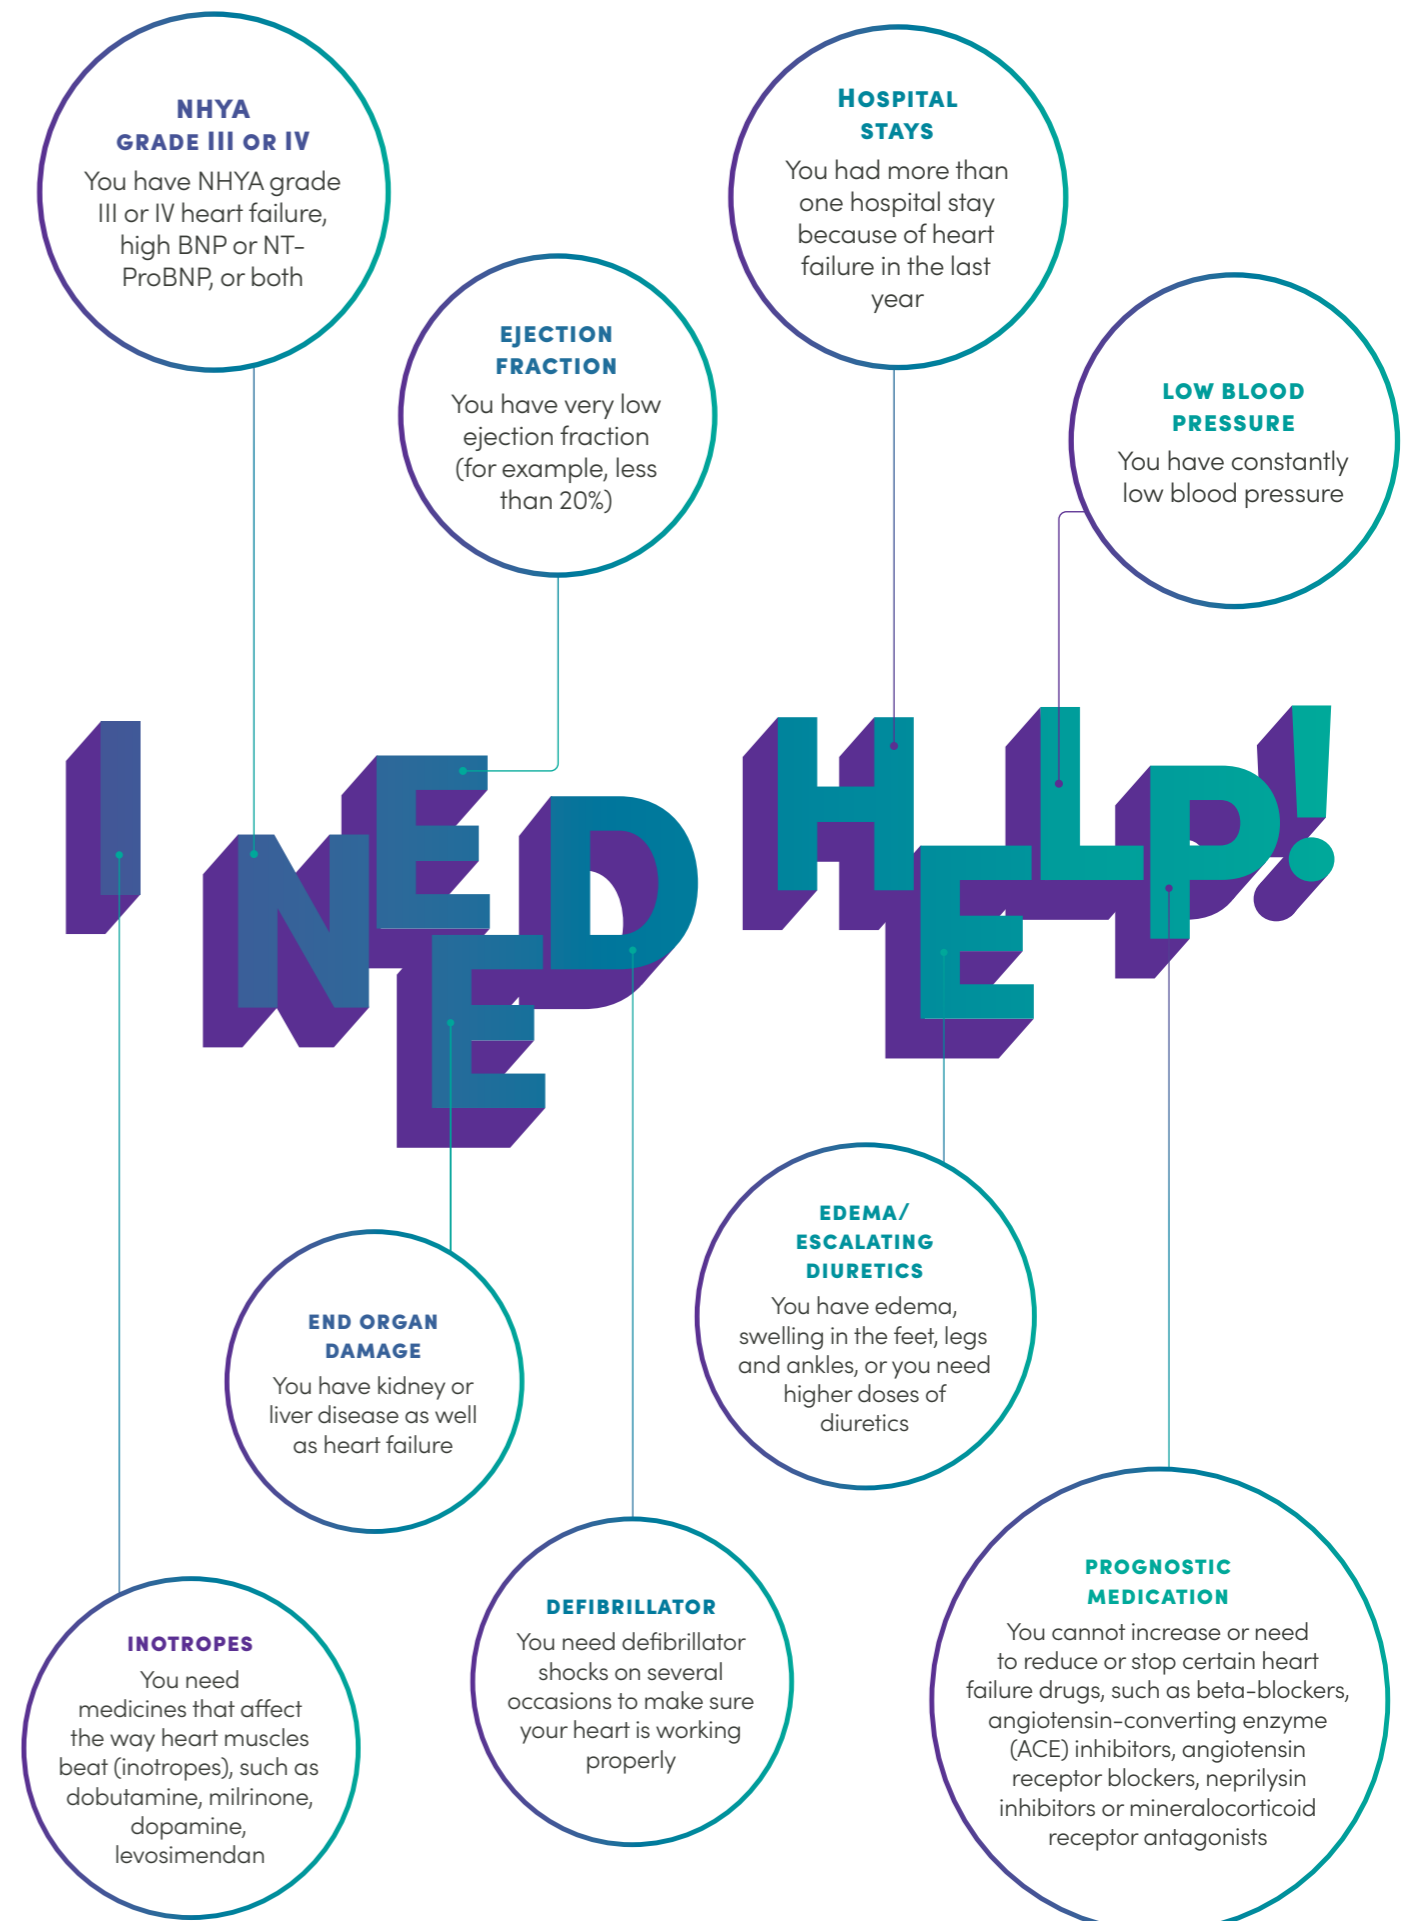 NHYA
GRADE III OR IV
You have NHYA grade
III or IV heart failure,
high BNP or NT-
ProBNP, or both
EJECTION
FRACTION
You have very low
ejection fraction
(for example, less
than 20%)
HOSPITAL
STAYS
You had more than
one hospital stay
because of heart
failure in the last
year
LOW BLOOD
PRESSURE
You have constantly
low blood pressure
I NEED HELP!
END ORGAN
DAMAGE
You have kidney or
liver disease as well
as heart failure
EDEMA/
ESCALATING
DIURETICS
You have edema,
swelling in the feet, legs
and ankles, or you need
higher doses of
diuretics
INOTROPES
You need
medicines that affect
the way heart muscles
beat (inotropes), such as
dobutamine, milrinone,
dopamine,
levosimendan
DEFIBRILLATOR
You need defibrillator
shocks on several
occasions to make sure
your heart is working
properly
PROGNOSTIC
MEDICATION
You cannot increase or need
to reduce or stop certain heart
failure drugs, such as beta-blockers,
angiotensin-converting enzyme
(ACE) inhibitors, angiotensin
receptor blockers, neprilysin
inhibitors or mineralocorticoid
receptor antagonists